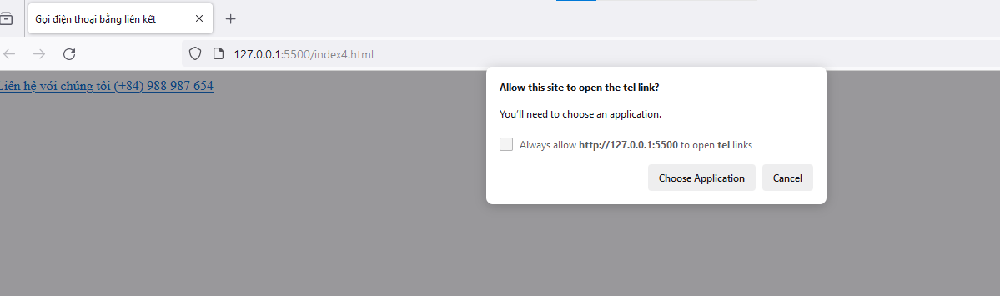 Gọi điện thoại bằng liên kết
127.0.0.1:5500/index4.html
Liên hệ với chúng tôi (+84) 988 987 654
Allow this site to open the tel link?
You'll need to choose an application.
Always allow http://127.0.0.1:5500 to open tel links
Choose Application
Cancel